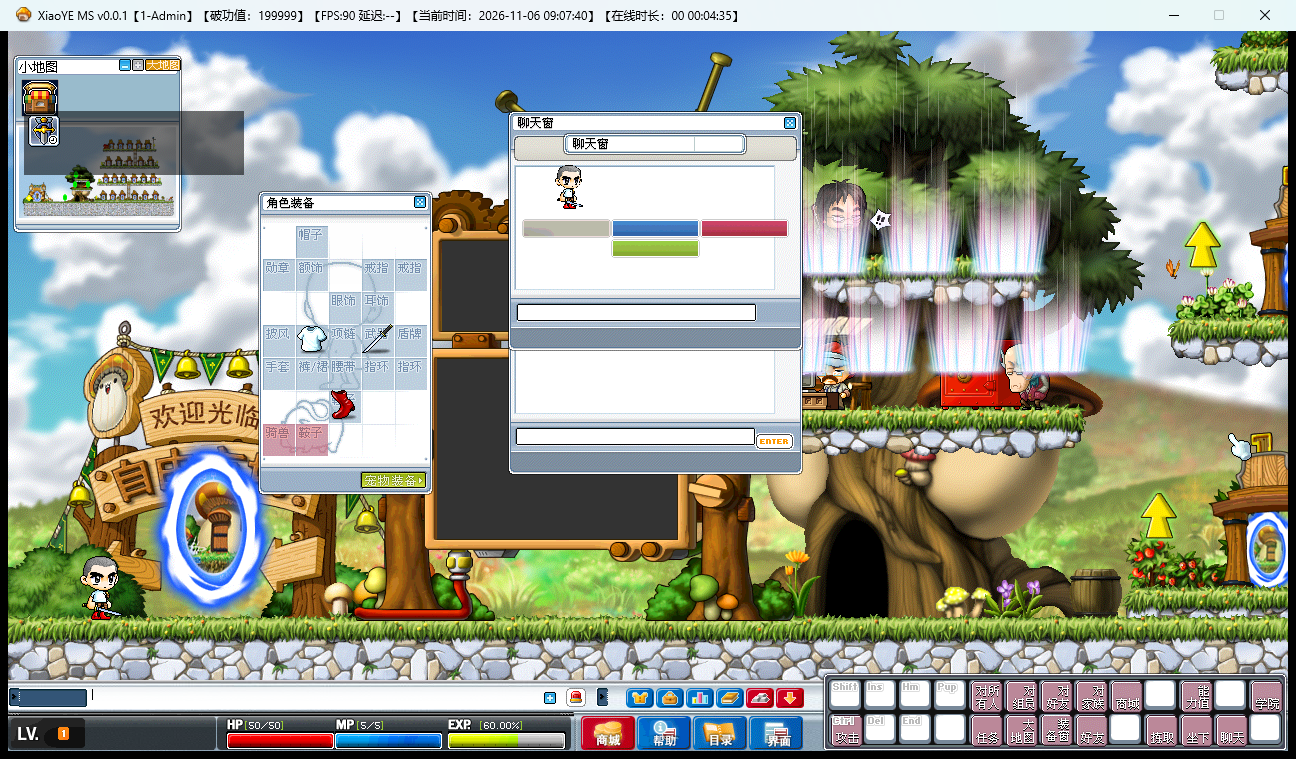 XiaoYE MS v0.0.1【1-Admin】【破功值：199999】【FPS:90 延迟:--】【当前时间：2026-11-06 09:07:40】【在线时长：00 00:04:35】
小地图
大地图
聊天窗
聊天窗
角色装备
帽子
勋章 额饰 戒指 戒指
眼饰 耳饰
披风 项链 武器 盾牌
手套 裤/裙 腰带 指环 指环
骑兽 鞍子
宠物装备
ENTER
欢迎光临
自由
Shift Ins Hm Pup 对所有人 对组员 对好友 对家族 商城 能力值 学院
Ctrl 攻击 Del End 任务 大地图 装备窗 好友 拣取 坐下 聊天
LV. 1
HP[50/50] MP[5/5] EXP. [60.00%]
商城 帮助 目录 界面